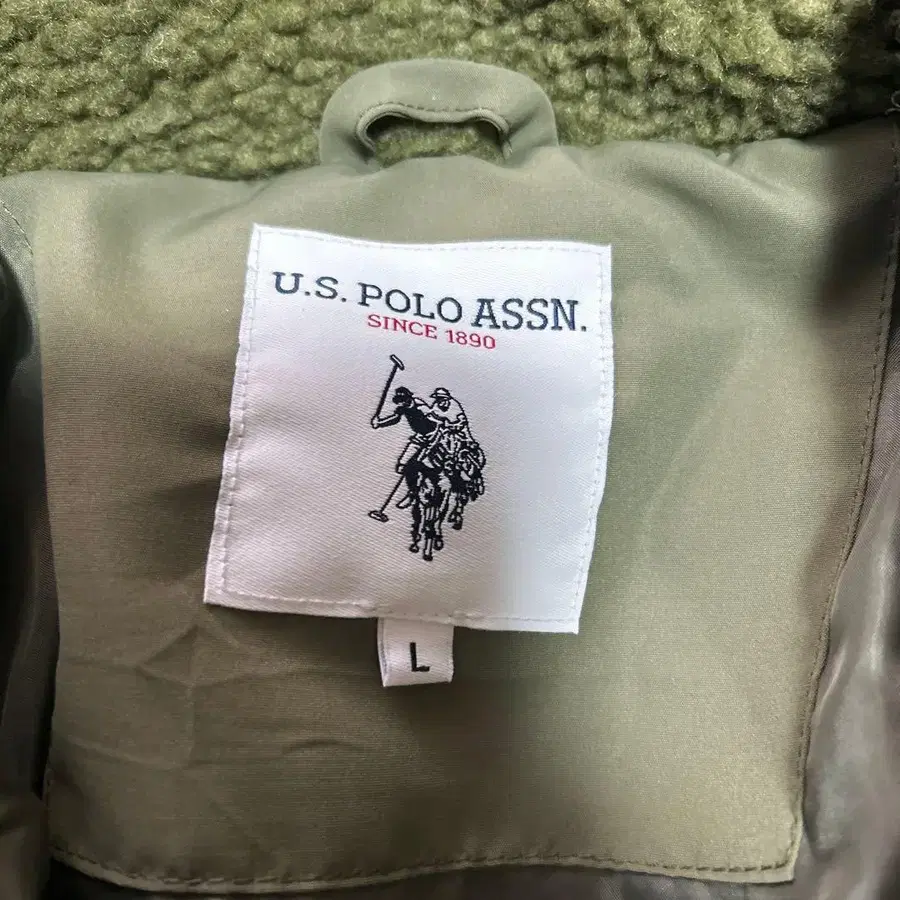 U.S. POLO ASSN.
SINCE 1890
L